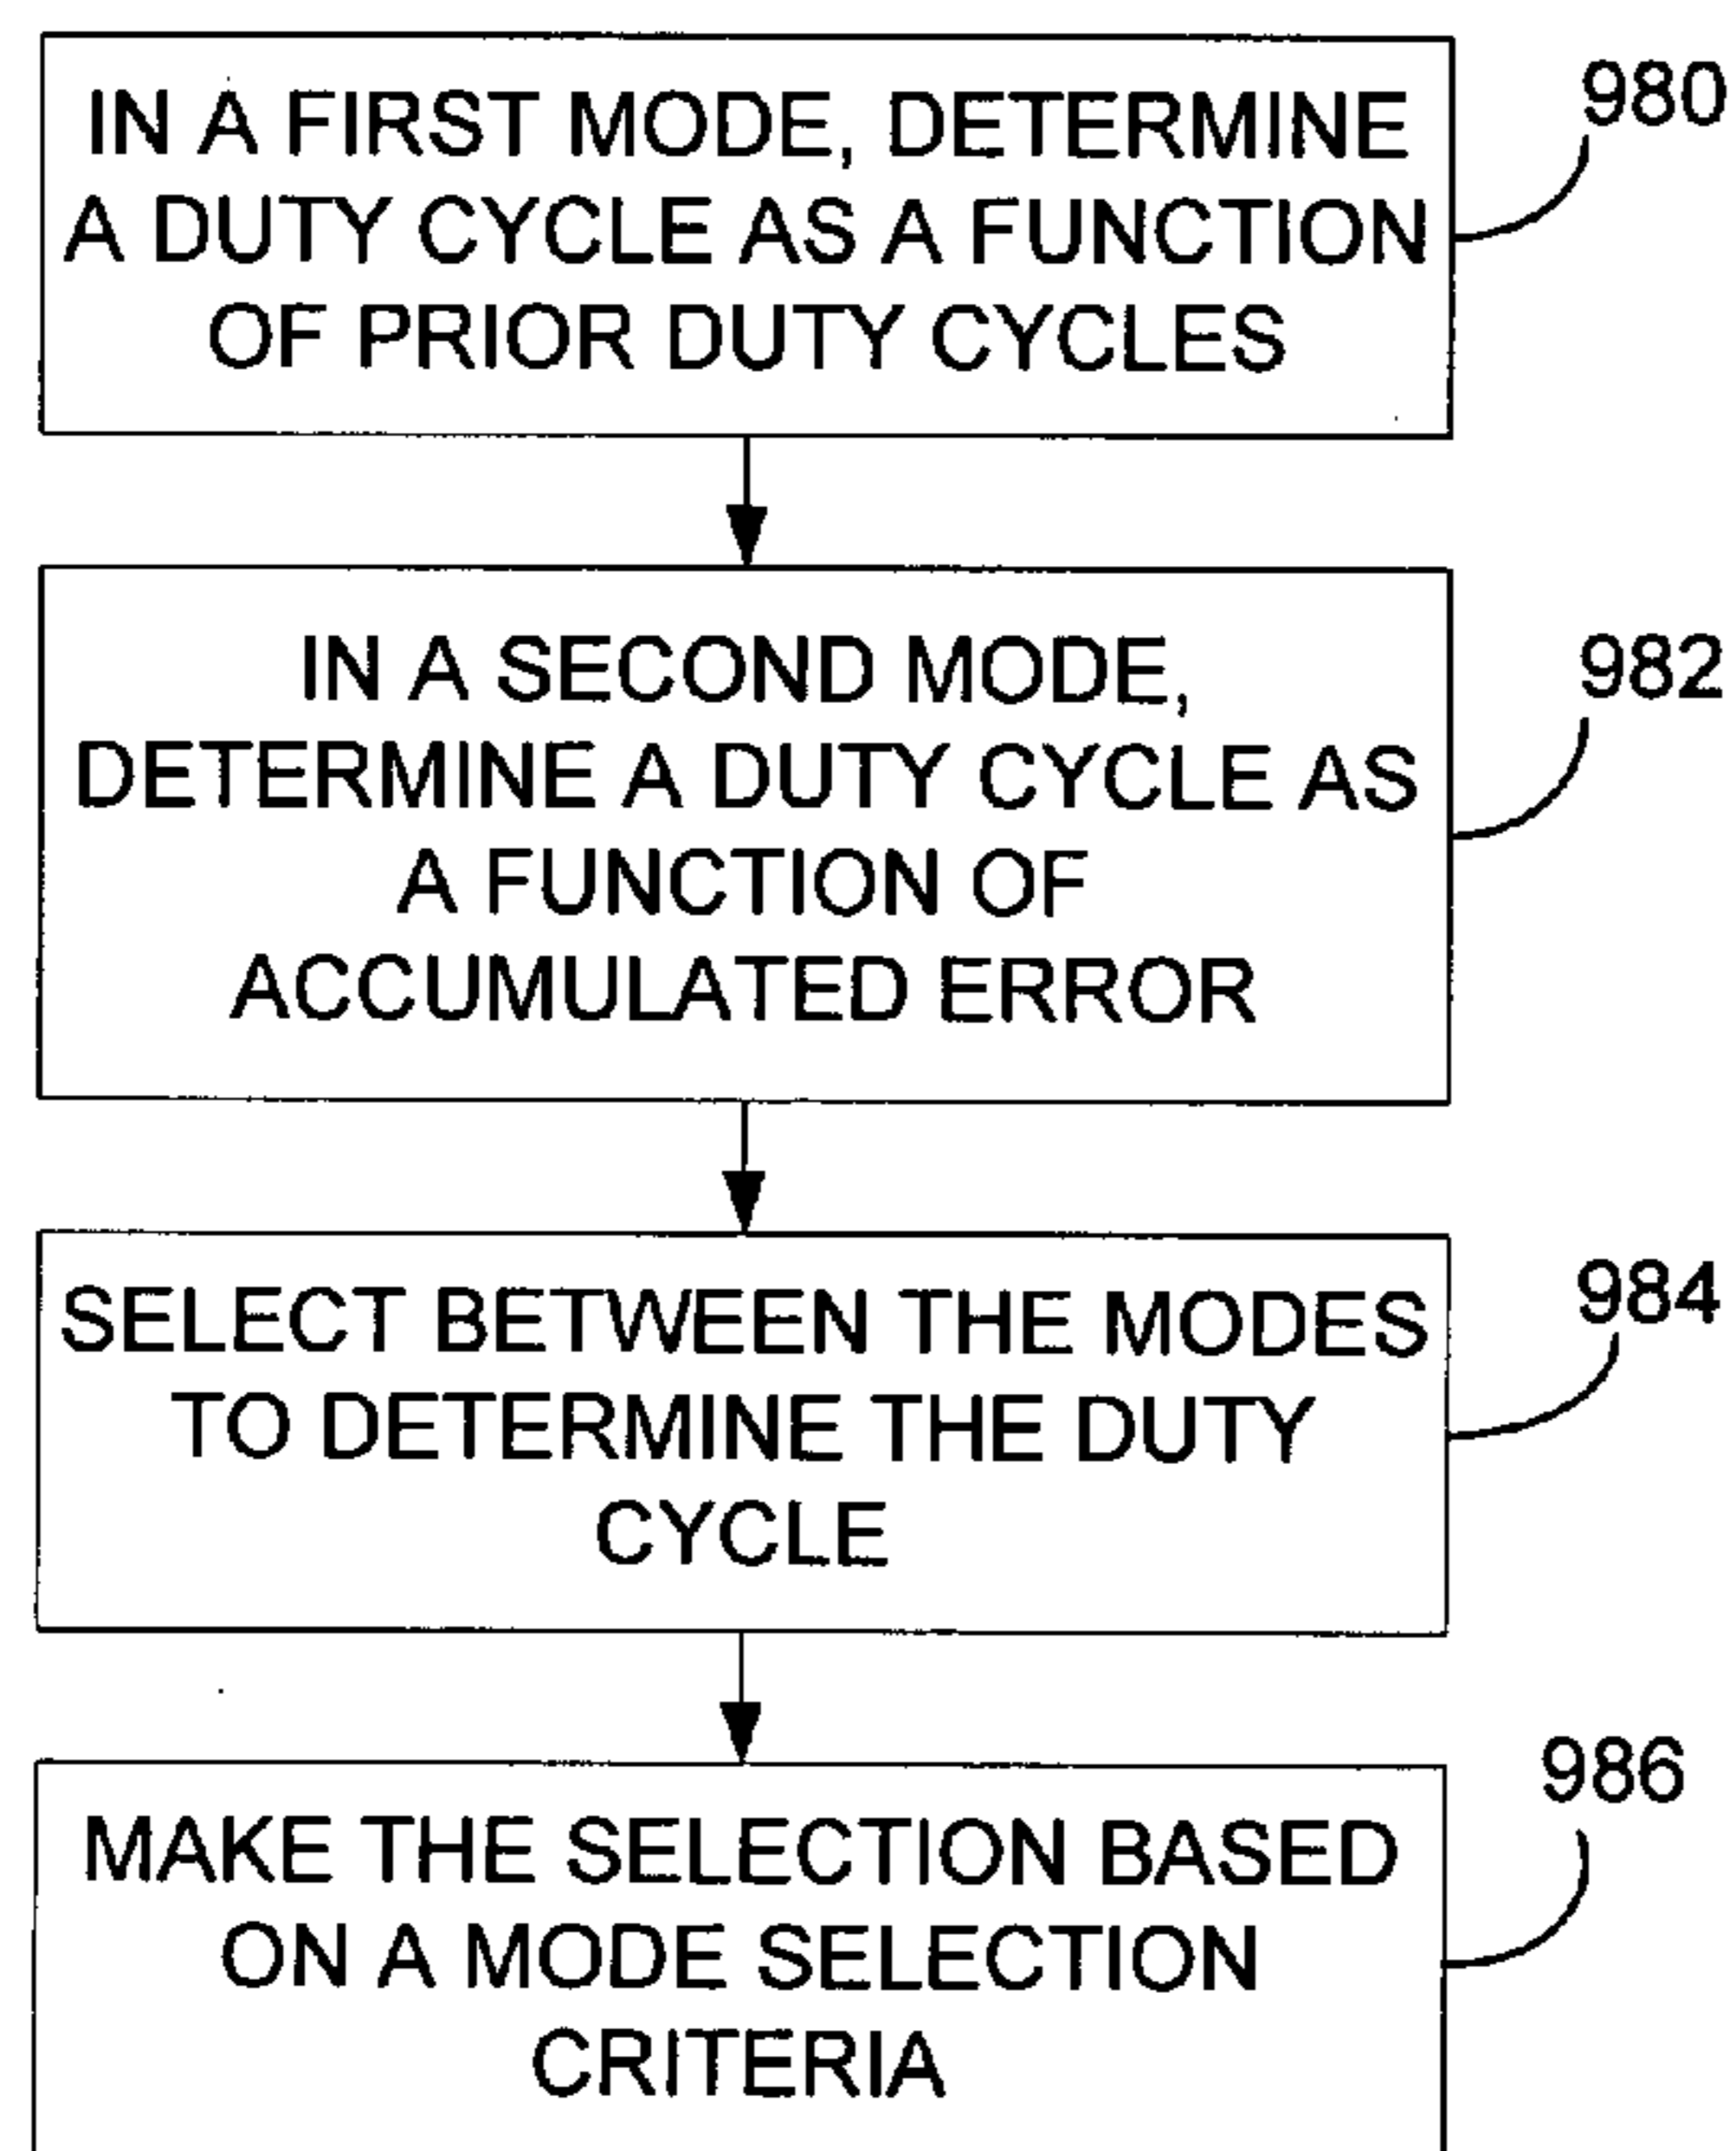 IN A FIRST MODE, DETERMINE
A DUTY CYCLE AS A FUNCTION
OF PRIOR DUTY CYCLES
980
IN A SECOND MODE,
DETERMINE A DUTY CYCLE AS
A FUNCTION OF
ACCUMULATED ERROR
982
SELECT BETWEEN THE MODES
TO DETERMINE THE DUTY
CYCLE
984
MAKE THE SELECTION BASED
ON A MODE SELECTION
CRITERIA
986